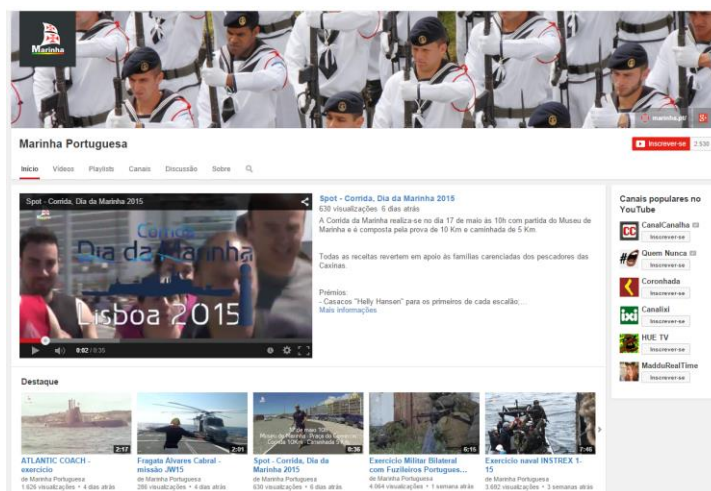 Marinha
marinha.pt/
Marinha Portuguesa
Inscrever-se 2.530
Início Vídeos Playlists Canais Discussão Sobre
Spot - Corrida, Dia da Marinha 2015
Corrida
Dia da Marinha
Lisboa 2015
0:02 / 0:35
Spot - Corrida, Dia da Marinha 2015
630 visualizações 6 dias atrás
A Corrida da Marinha realiza-se no dia 17 de maio às 10h com partida do Museu de
Marinha e é composta pela prova de 10 Km e caminhada de 5 Km
Todas as receitas revertem em apoio às famílias carenciadas dos pescadores das
Caxinas.
Prémios:
- Casacos "Helly Hansen" para os primeiros de cada escalão;...
Mais informações
Canais populares no
YouTube
CanalCanalha
Inscrever-se
Quem Nunca
Inscrever-se
Coronhada
Inscrever-se
Canalixi
Inscrever-se
HUE TV
Inscrever-se
MadduRealTime
Inscrever-se
Destaque
2:17
ATLANTIC COACH -
exercício
de Marinha Portuguesa
1 626 visualizações • 4 dias atrás
2:01
Fragata Álvares Cabral -
missão JW15
de Marinha Portuguesa
286 visualizações • 4 dias atrás
0:36
Spot - Corrida, Dia da
Marinha 2015
de Marinha Portuguesa
630 visualizações • 6 dias atrás
6:15
Exercício Militar Bilateral
com Fuzileiros Portugues...
de Marinha Portuguesa
4 064 visualizações • 1 semana atrás
7:46
Exercício naval INSTREX 1-
15
de Marinha Portuguesa
3 692 visualizações • 3 semanas atrás